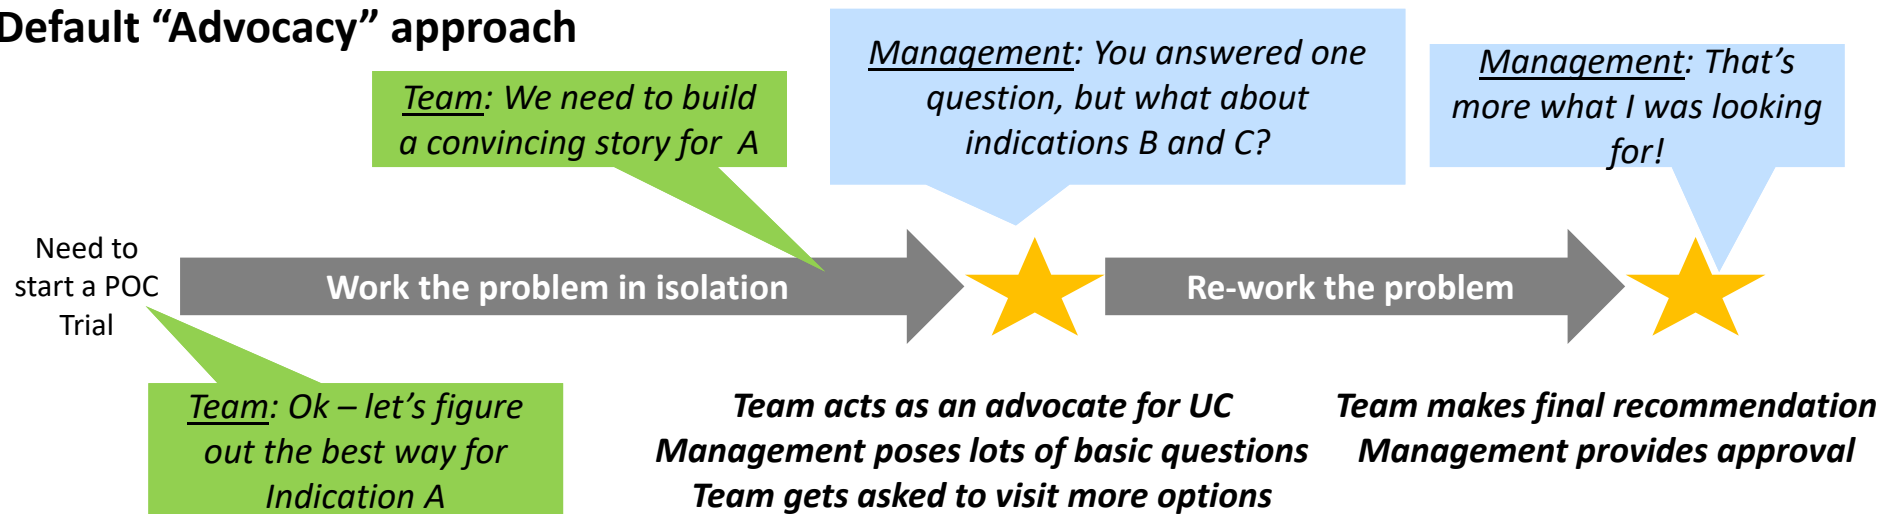 Default “Advocacy” approach
Team: We need to build
a convincing story for  A
Management: You answered one
question, but what about
indications B and C?
Management: That’s
more what I was looking
for!
Need to
start a POC
Trial
Work the problem in isolation
Re-work the problem
Team: Ok – let’s figure
out the best way for
Indication A
Team acts as an advocate for UC
Management poses lots of basic questions
Team gets asked to visit more options
Team makes final recommendation
Management provides approval